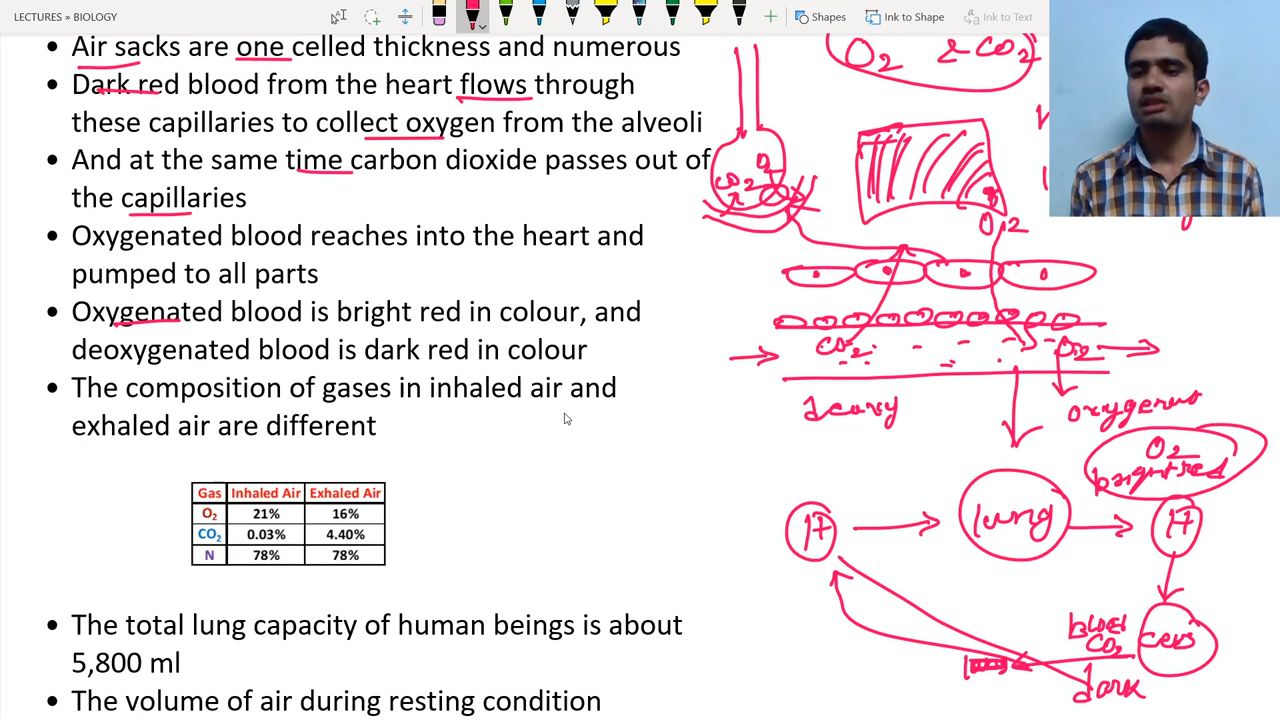 LECTURES » BIOLOGY
Shapes
Ink to Shape
Ink to Text
• Air sacks are one celled thickness and numerous
• Dark red blood from the heart flows through
these capillaries to collect oxygen from the alveoli
• And at the same time carbon dioxide passes out of
the capillaries
• Oxygenated blood reaches into the heart and
pumped to all parts
• Oxygenated blood is bright red in colour, and
deoxygenated blood is dark red in colour
• The composition of gases in inhaled air and
exhaled air are different
Gas Inhaled Air Exhaled Air
O2 21% 16%
CO2 0.03% 4.40%
N 78% 78%
• The total lung capacity of human beings is about
5,800 ml
• The volume of air during resting condition
O2 & CO2
O2
CO2
O2
CO2
O2
deoxy
O2
bright red
H
lung
H
blood
CO2
cells
dark